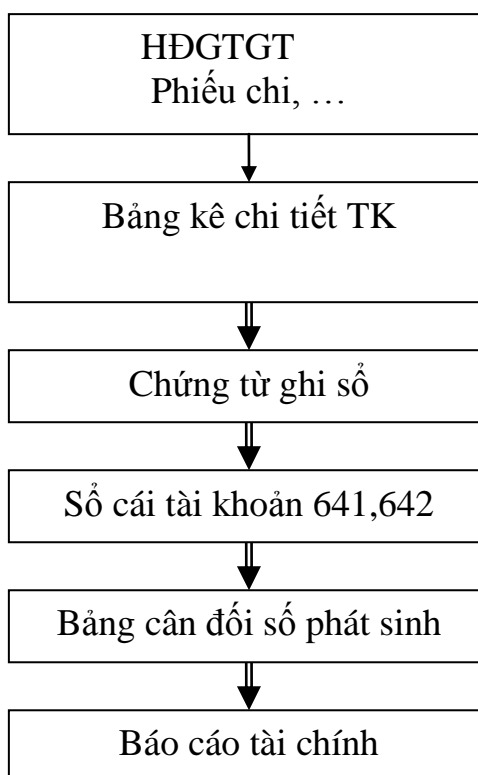 HĐGTGT
Phiếu chi, …
Bảng kê chi tiết TK
Chứng từ ghi sổ
Sổ cái tài khoản 641,642
Bảng cân đối số phát sinh
Báo cáo tài chính